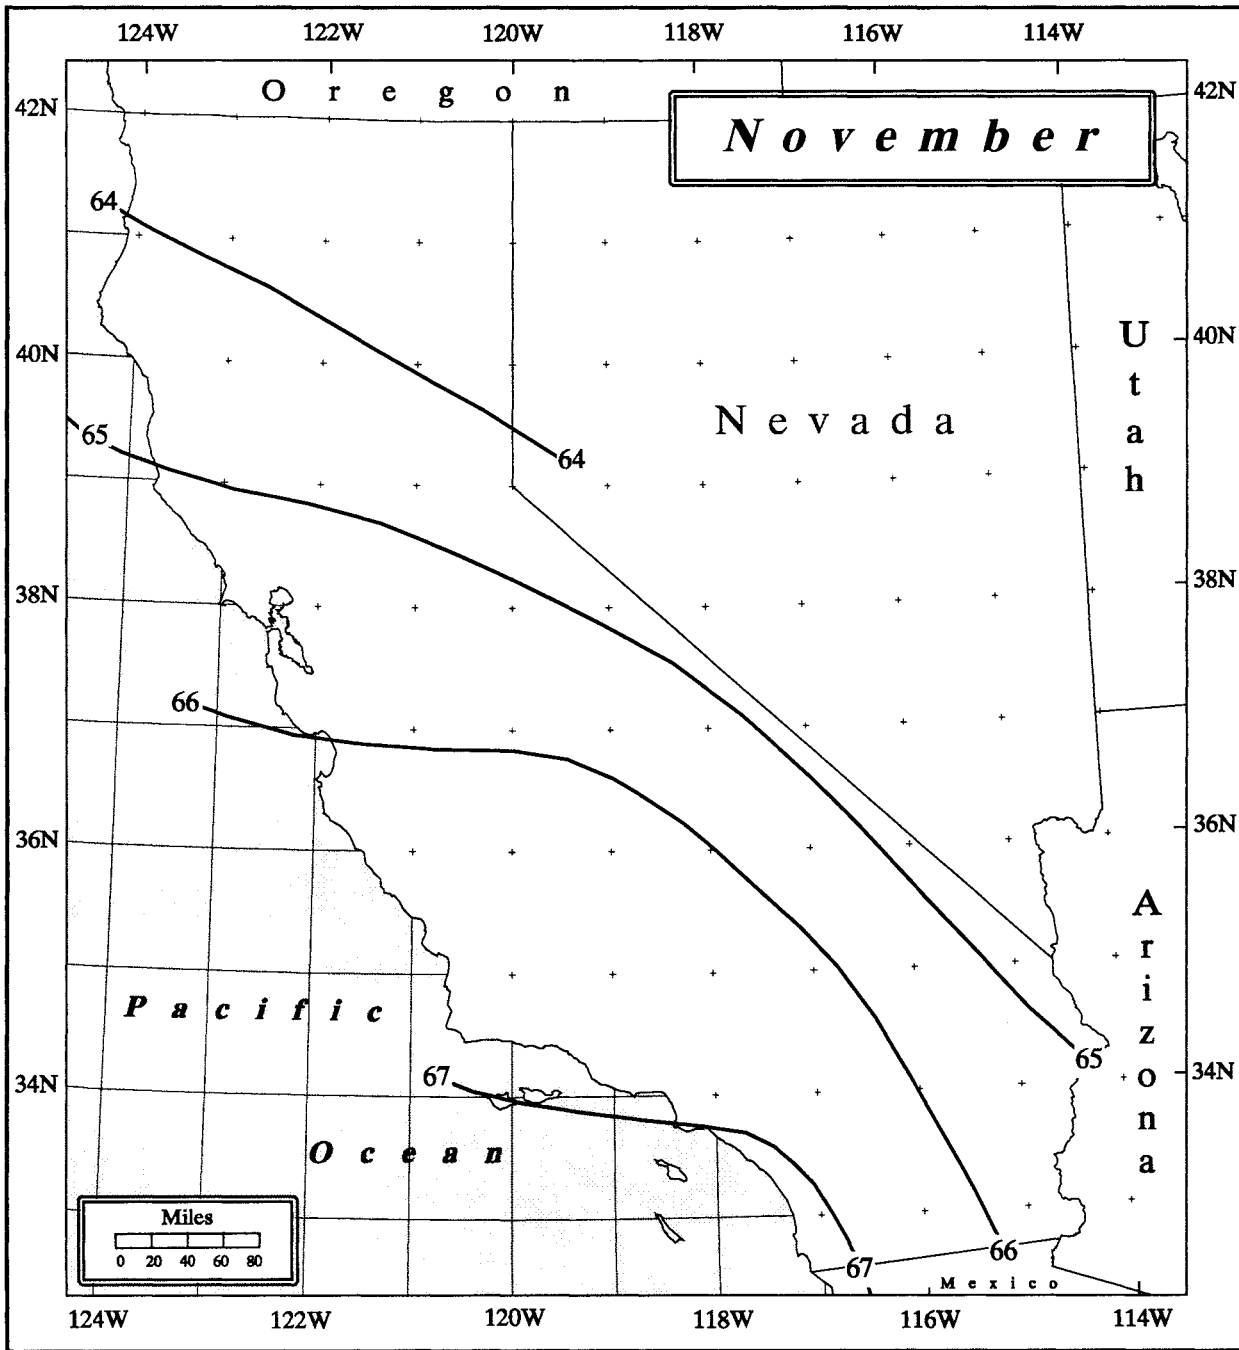 124W 122W 120W 118W 116W 114W
Oregon
42N 42N
November
64
Utah
40N 40N
Nevada
65
64
38N 38N
66
36N 36N
Arizona
Pacific
65
67
34N 34N
Ocean
Miles
0 20 40 60 80
66
67
Mexico
124W 122W 120W 118W 116W 114W